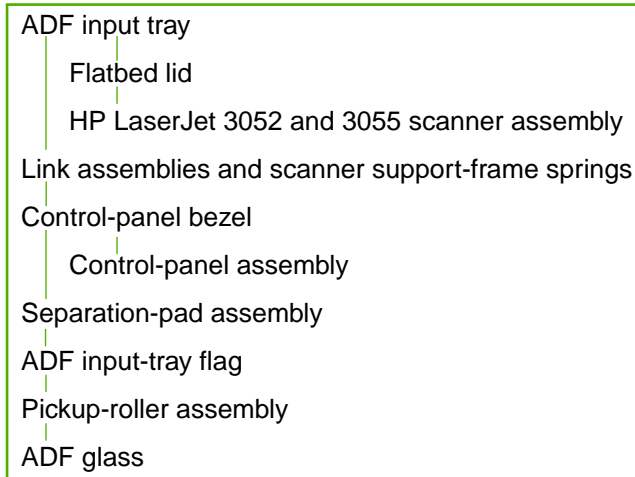 ADF input tray
Flatbed lid
HP LaserJet 3052 and 3055 scanner assembly
Link assemblies and scanner support-frame springs
Control-panel bezel
Control-panel assembly
Separation-pad assembly
ADF input-tray flag
Pickup-roller assembly
ADF glass